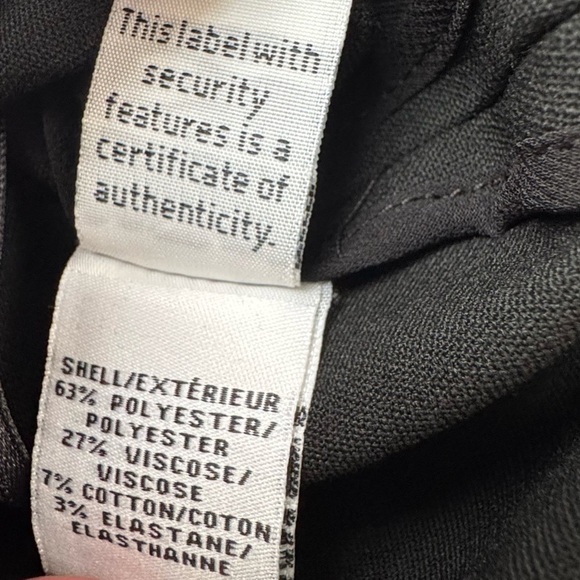 This label with
security
features is a
certificate of
authenticity.
SHELL/EXTÉRIEUR
63% POLYESTER/
POLYESTER
27% VISCOSE/
VISCOSE
7% COTTON/COTON
3% ELASTANE/
ELASTHANNE